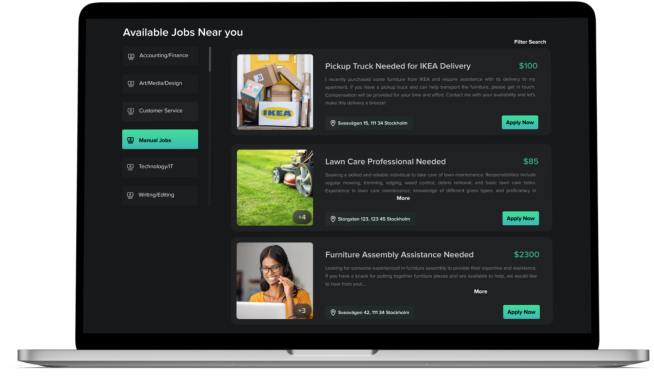 Available Jobs Near you
Filter Search
Accounting/Finance
Art/Media/Design
Customer Service
Manual Jobs
Technology/IT
Writing/Editing
IKEA
Pickup Truck Needed for IKEA Delivery
$100
I recently purchased some furniture from IKEA and require assistance with its delivery to my
apartment. If you have a pickup truck and can help transport the furniture, please get in touch.
Compensation will be provided for your time and effort. Contact me with your availability and let's
make this delivery a breeze!
Sveavägen 15, 111 34 Stockholm
Apply Now
+4
Lawn Care Professional Needed
$85
Seeking a skilled and reliable individual to take care of lawn maintenance. Responsibilities include
regular mowing, trimming, edging, weed control, debris removal, and basic lawn care tasks.
Experience in lawn care maintenance, knowledge of different grass types, and proficiency in
More
Storgatan 123, 123 45 Stockholm
Apply Now
+3
Furniture Assembly Assistance Needed
$2300
Looking for someone experienced in furniture assembly to provide their expertise and assistance.
If you have a knack for putting together furniture pieces and are available to help, we would like
to hear from you...
More
Sveavägen 42, 111 34 Stockholm
Apply Now